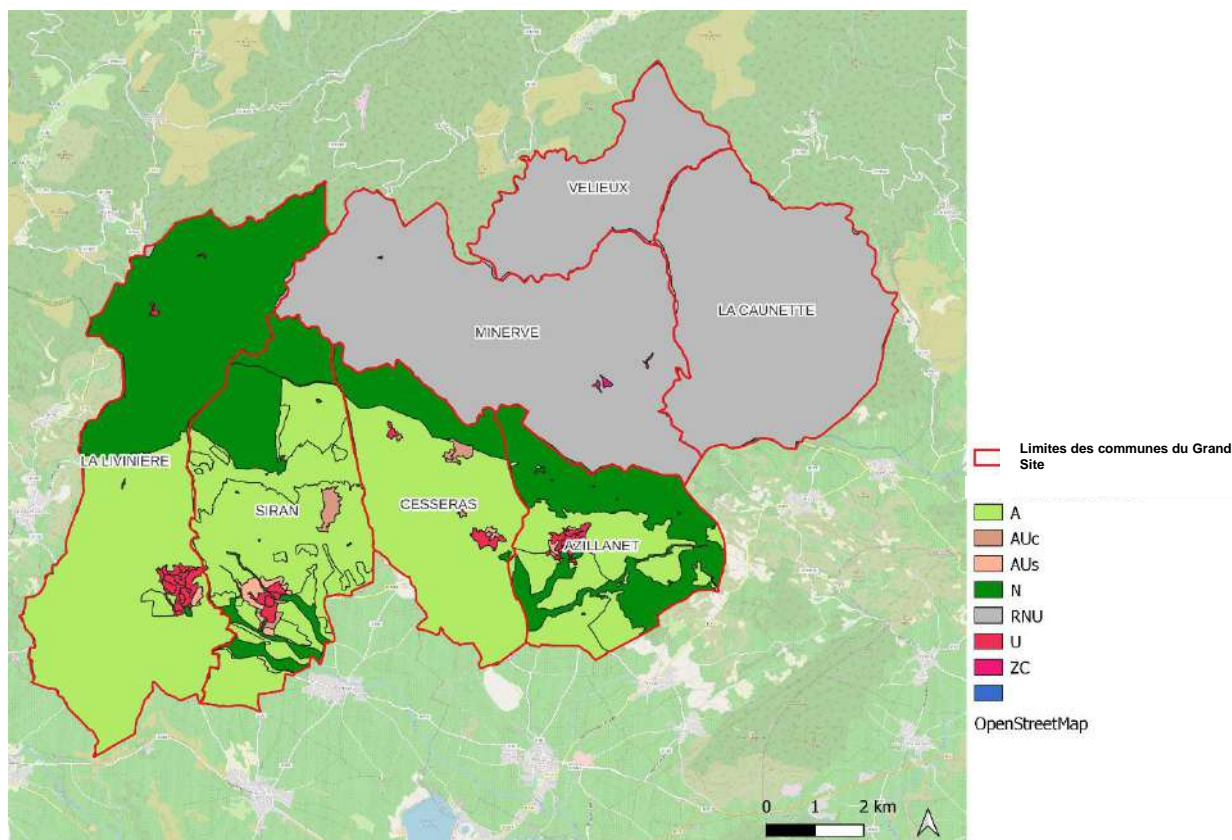 VELIEUX
LA CAUNETTE
MINERVE
LA LIVINIERE
SIRAN
CESSERAS
AZILLANET
Limites des communes du Grand
Site
A
AUc
AUs
N
RNU
U
ZC
OpenStreetMap
0 1 2 km